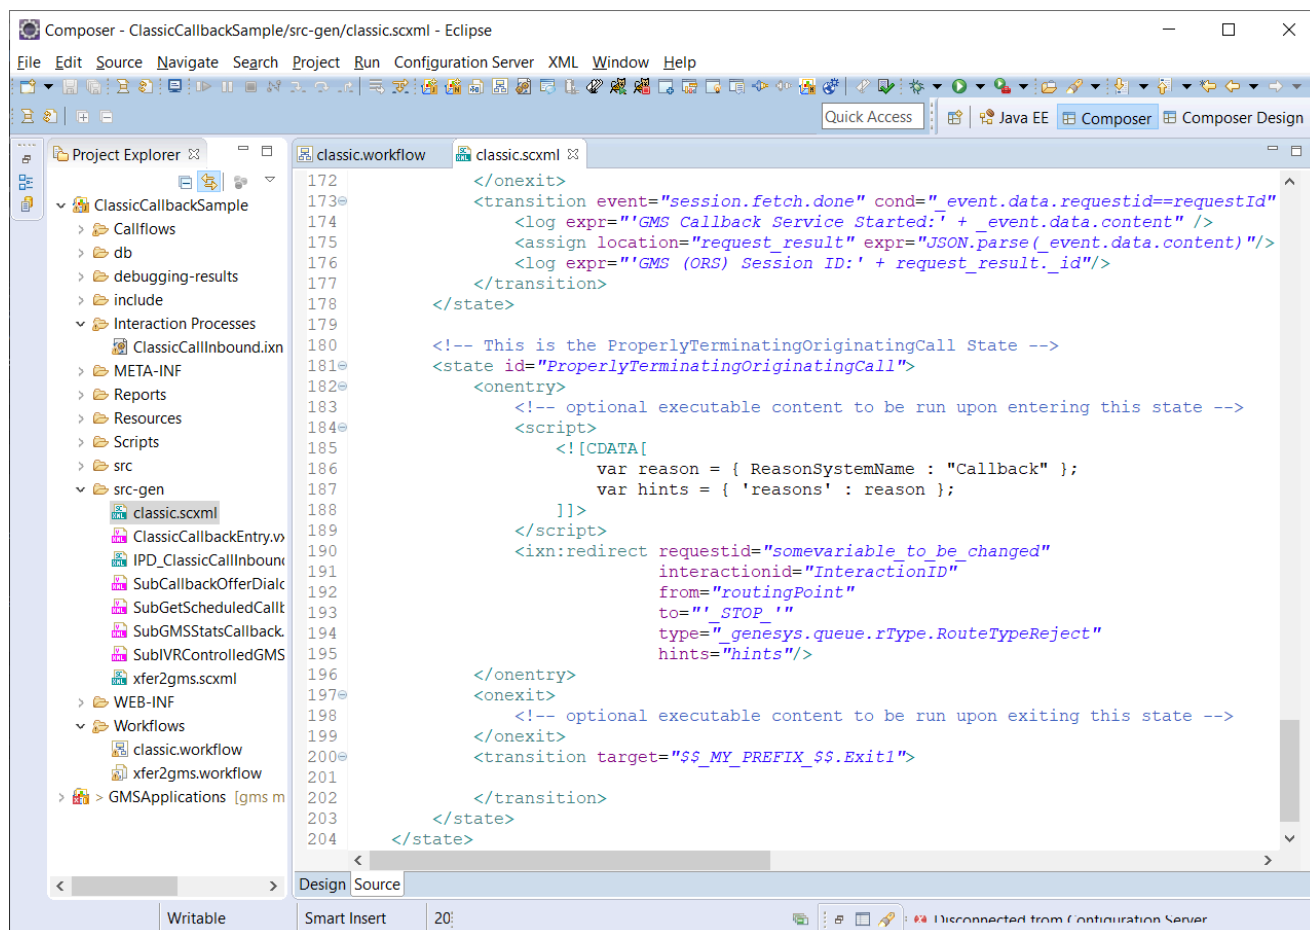 Composer - ClassicCallbackSample/src-gen/classic.scxml - Eclipse
File Edit Source Navigate Search Project Run Configuration Server XML Window Help
Quick Access
Java EE
Composer
Composer Design
Project Explorer
classic.workflow
classic.scxml
ClassicCallbackSample
Callflows
db
debugging-results
include
Interaction Processes
ClassicCallInbound.ixn
META-INF
Reports
Resources
Scripts
src
src-gen
classic.scxml
ClassicCallbackEntry.vx
IPD_ClassicCallInbound
SubCallbackOfferDialo
SubGetScheduledCallb
SubGMSStatsCallback.
SubIVRControlledGMS
xfer2gms.scxml
WEB-INF
Workflows
classic.workflow
xfer2gms.workflow
> GMSApplications [gms m
172 </onexit>
173 <transition event="session.fetch.done" cond="_event.data.requestid==requestId"
174 <log expr="'GMS Callback Service Started:' + _event.data.content" />
175 <assign location="request_result" expr="JSON.parse(_event.data.content)"/>
176 <log expr="'GMS (ORS) Session ID:' + request_result._id"/>
177 </transition>
178 </state>
179
180 <!-- This is the ProperlyTerminatingOriginatingCall State -->
181 <state id="ProperlyTerminatingOriginatingCall">
182 <onentry>
183 <!-- optional executable content to be run upon entering this state -->
184 <script>
185 <![CDATA[
186 var reason = { ReasonSystemName : "Callback" };
187 var hints = { 'reasons' : reason };
188 ]]>
189 </script>
190 <ixn:redirect requestid="somevariable_to_be_changed"
191 interactionid="InteractionID"
192 from="routingPoint"
193 to="'_STOP_'"
194 type="_genesys.queue.rType.RouteTypeReject"
195 hints="hints"/>
196 </onentry>
197 <onexit>
198 <!-- optional executable content to be run upon exiting this state -->
199 </onexit>
200 <transition target="$$_MY_PREFIX_$$.Exit1">
201
202 </transition>
203 </state>
204 </state>
Design Source
Writable
Smart Insert
20
Disconnected from Configuration Server